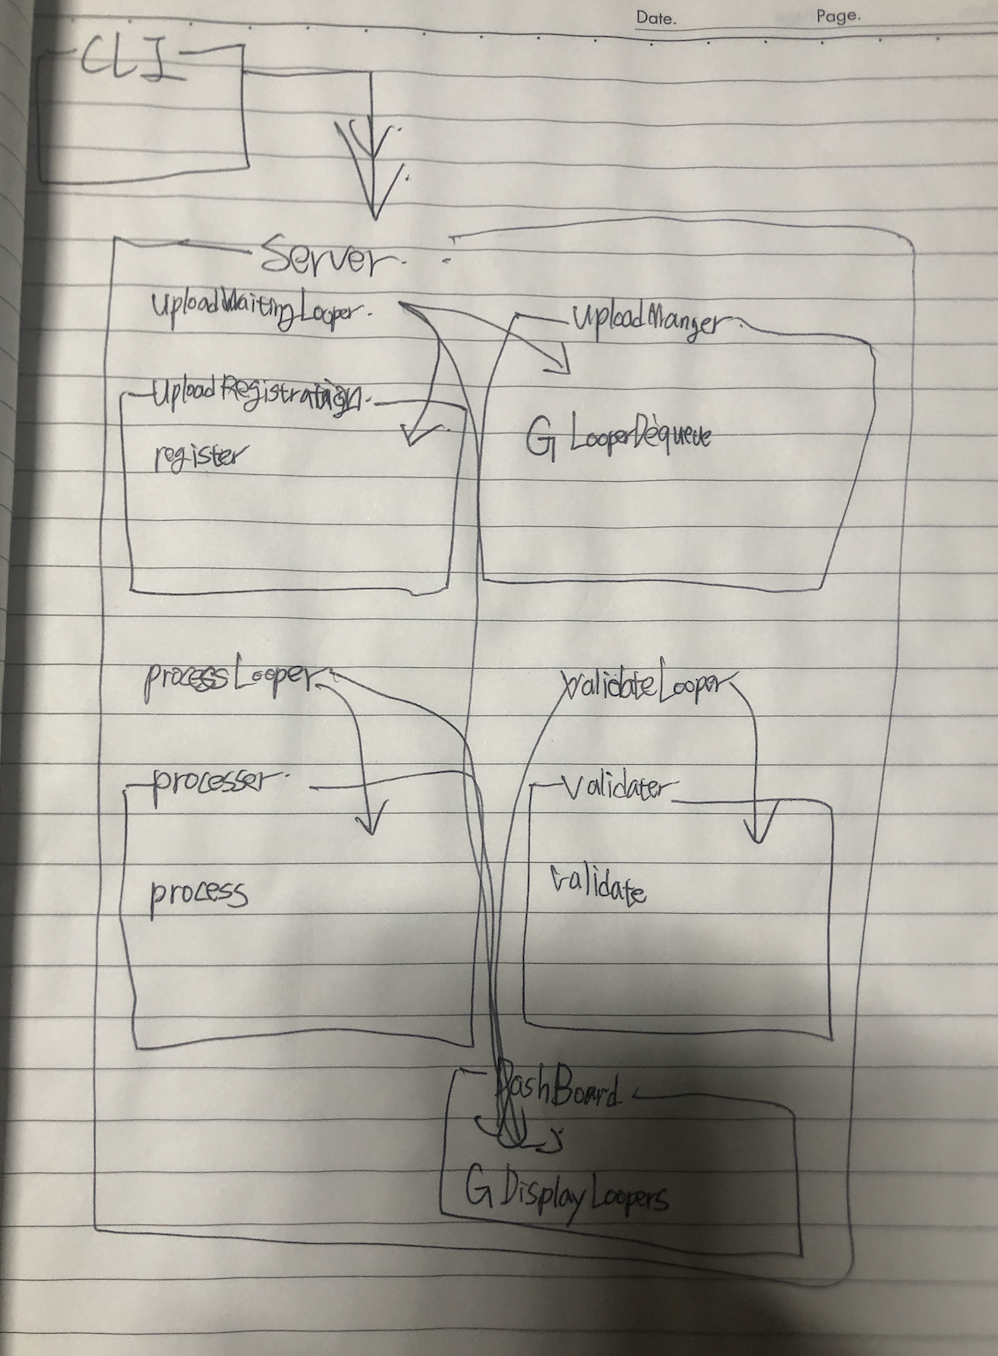 Date.
Page.
CLI
Server
UploadWaitingLooper
UploadManger
UploadRegistration
G LooperDequeue
register
processLooper
validateLooper
processer
validater
process
validate
DashBoard
G DisplayLoopers